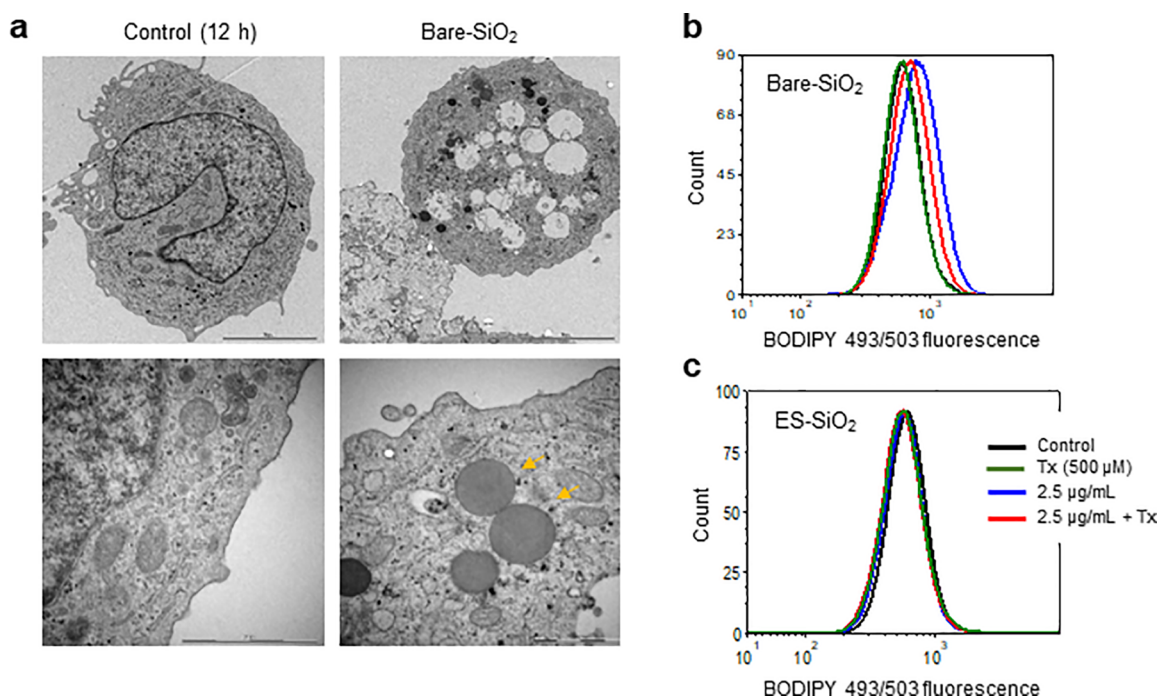 a
Control (12 h)
Bare-SiO₂
b
90
68
45
23
0
Count
Bare-SiO₂
10¹ 10² 10³
BODIPY 493/503 fluorescence
c
100
75
50
25
0
Count
ES-SiO₂
Control
Tx (500 µM)
2.5 µg/mL
2.5 µg/mL + Tx
10¹ 10² 10³
BODIPY 493/503 fluorescence